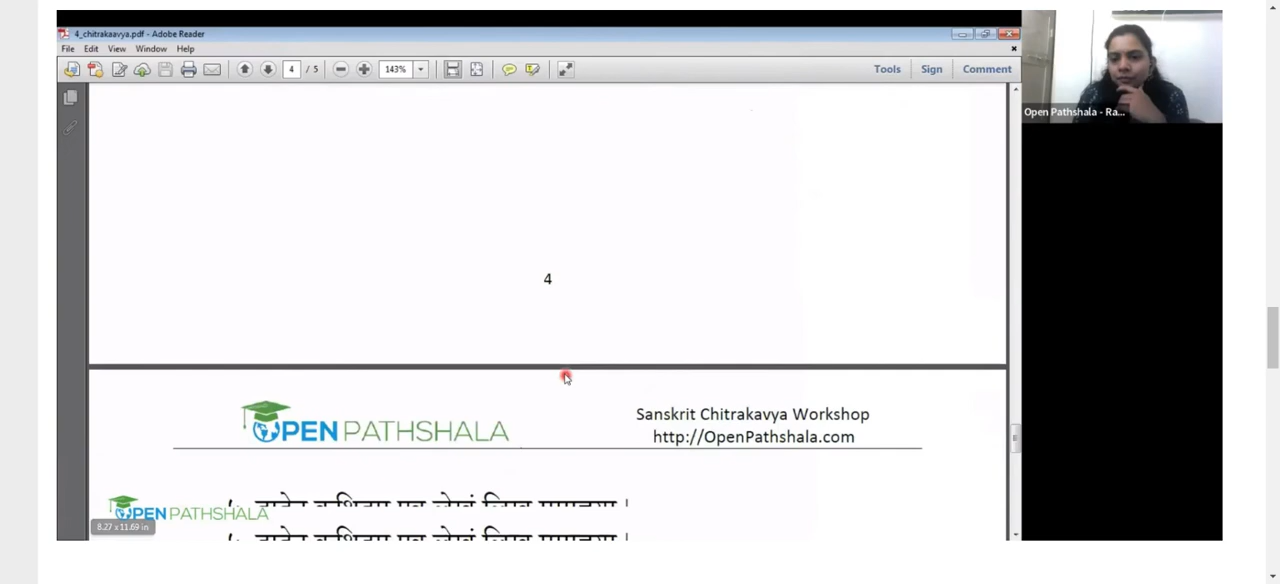 4_chitrakaavya.pdf - Adobe Reader
File Edit View Window Help
4 / 5 143% Tools Sign Comment
Open Pathshala - Ra...
4
OPEN PATHSHALA
Sanskrit Chitrakavya Workshop
http://OpenPathshala.com
OPEN PATHSHALA
8.27 x 11.69 in